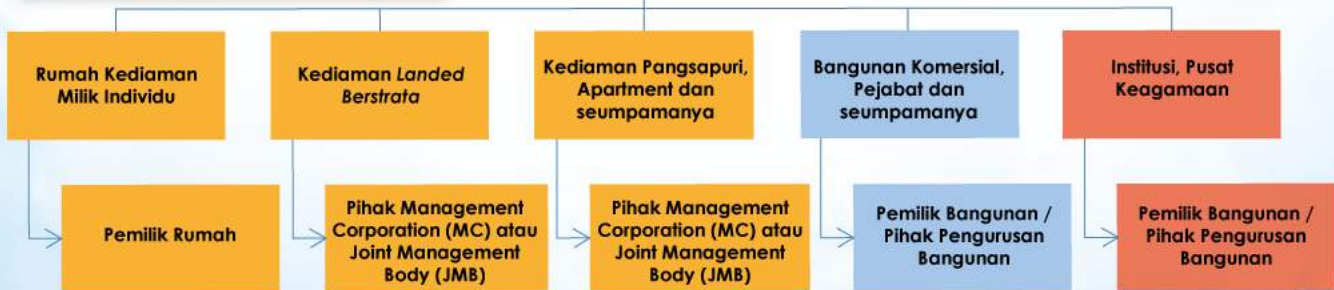 Rumah Kediaman
Milik Individu
Kediaman Landed
Berstrata
Kediaman Pangsapuri,
Apartment dan
seumpamanya
Bangunan Komersial,
Pejabat dan
seumpamanya
Institusi, Pusat
Keagamaan
Pemilik Rumah
Pihak Management
Corporation (MC) atau
Joint Management
Body (JMB)
Pihak Management
Corporation (MC) atau
Joint Management
Body (JMB)
Pemilik Bangunan /
Pihak Pengurusan
Bangunan
Pemilik Bangunan /
Pihak Pengurusan
Bangunan